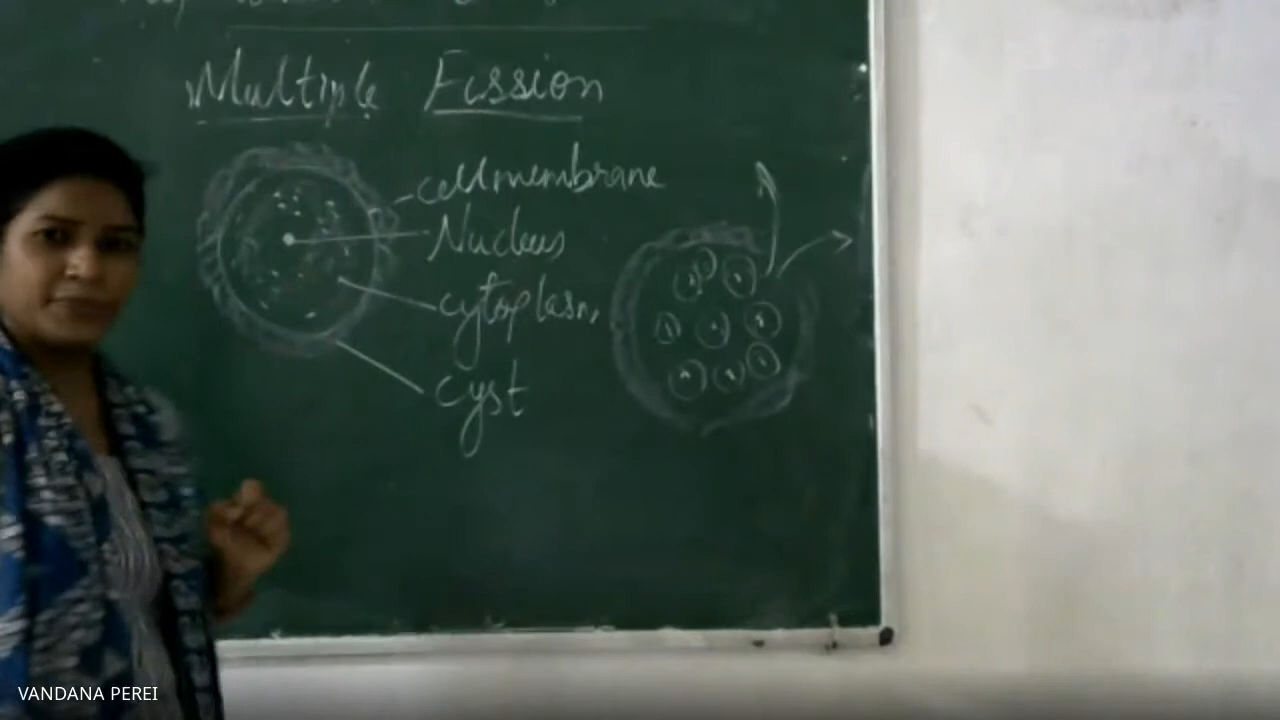 Multiple Fission
cellmembrane
Nucleus
cytoplasm
cyst
VANDANA PEREI